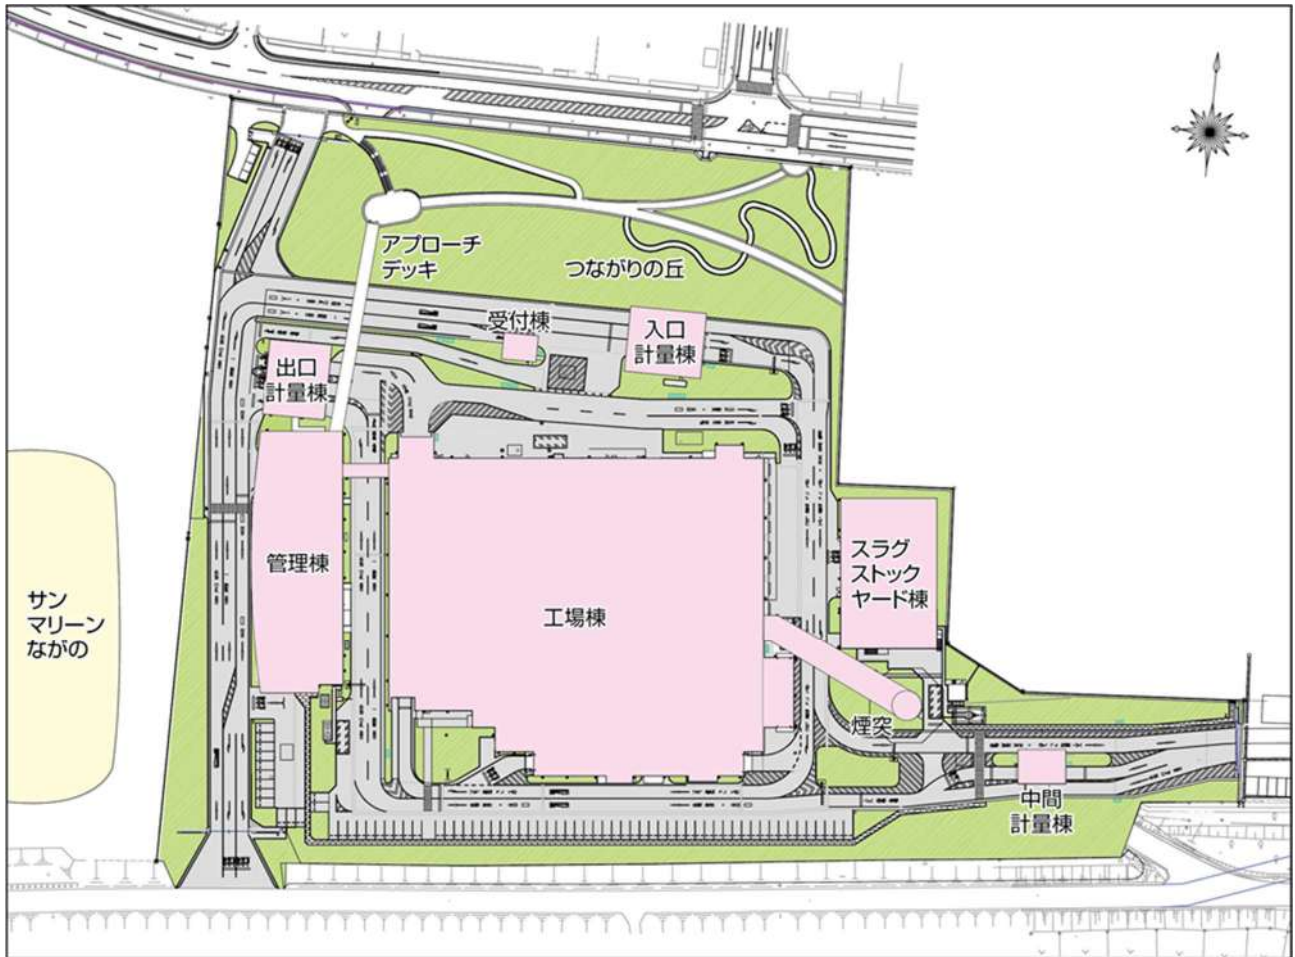 アプローチ
デッキ
つながりの丘
受付棟
入口
計量棟
出口
計量棟
管理棟
工場棟
スラグ
ストック
ヤード棟
サン
マリーン
ながの
煙突
中間
計量棟